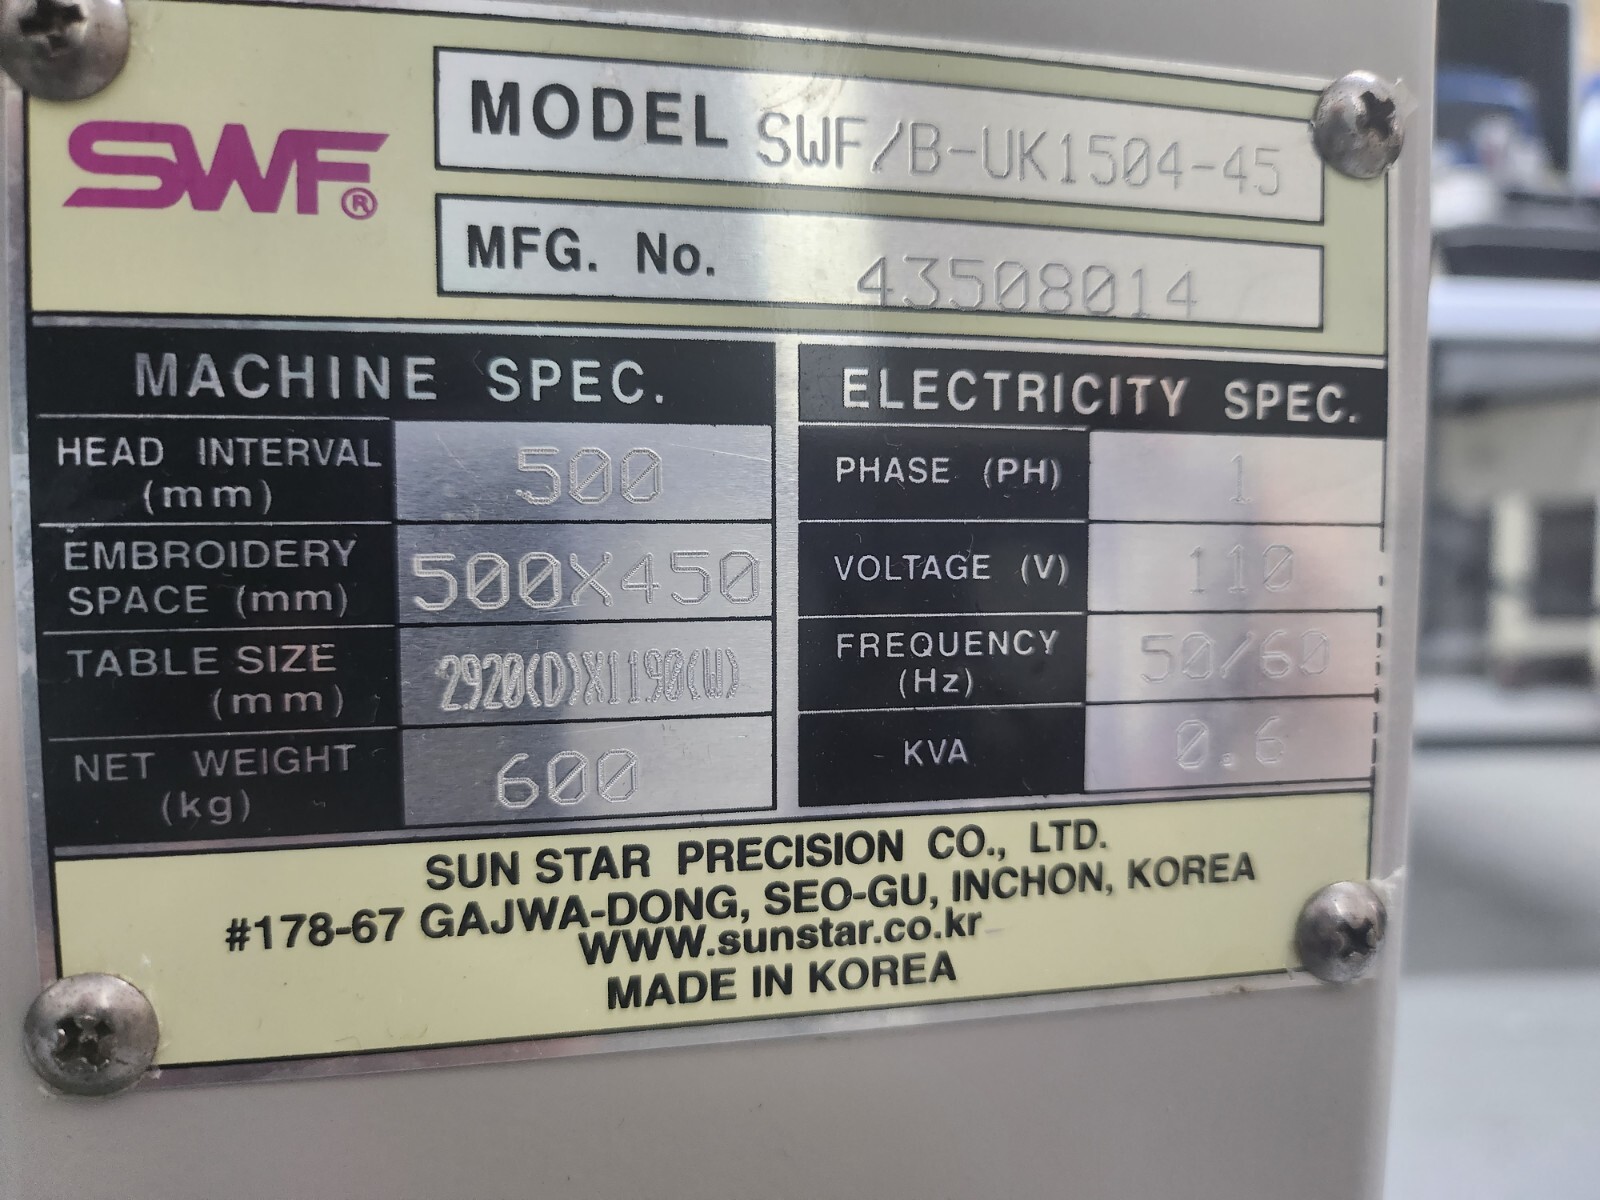 SWF®
MODEL SWF/B-UK1504-45
MFG. No. 43508014
MACHINE SPEC.
HEAD INTERVAL (mm) 500
EMBROIDERY SPACE (mm) 500X450
TABLE SIZE (mm) 2920(D)X1190(W)
NET WEIGHT (kg) 600
ELECTRICITY SPEC.
PHASE (PH) 1
VOLTAGE (V) 110
FREQUENCY (Hz) 50/60
KVA 0.6
SUN STAR PRECISION CO., LTD.
#178-67 GAJWA-DONG, SEO-GU, INCHON, KOREA
WWW.sunstar.co.kr
MADE IN KOREA